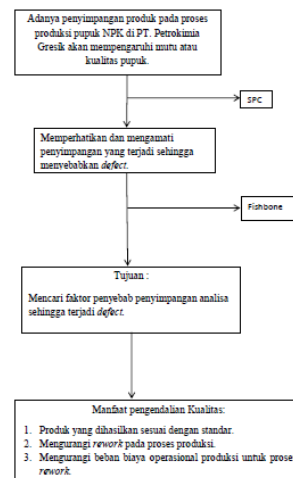 Adanya penyimpangan produk pada proses
produksi pupuk NPK di PT. Petrokimia
Gresik akan mempengaruhi mutu atau
kualitas pupuk.
SPC
Memperhatikan dan mengamati
penyimpangan yang terjadi sehingga
menyebabkan defect.
Fishbone
Tujuan :
Mencari faktor penyebab penyimpangan analisa
sehingga terjadi defect.
Manfaat pengendalian Kualitas:
1. Produk yang dihasilkan sesuai dengan standar.
2. Mengurangi rework pada proses produksi.
3. Mengurangi beban biaya operasional produksi untuk prose
rework.